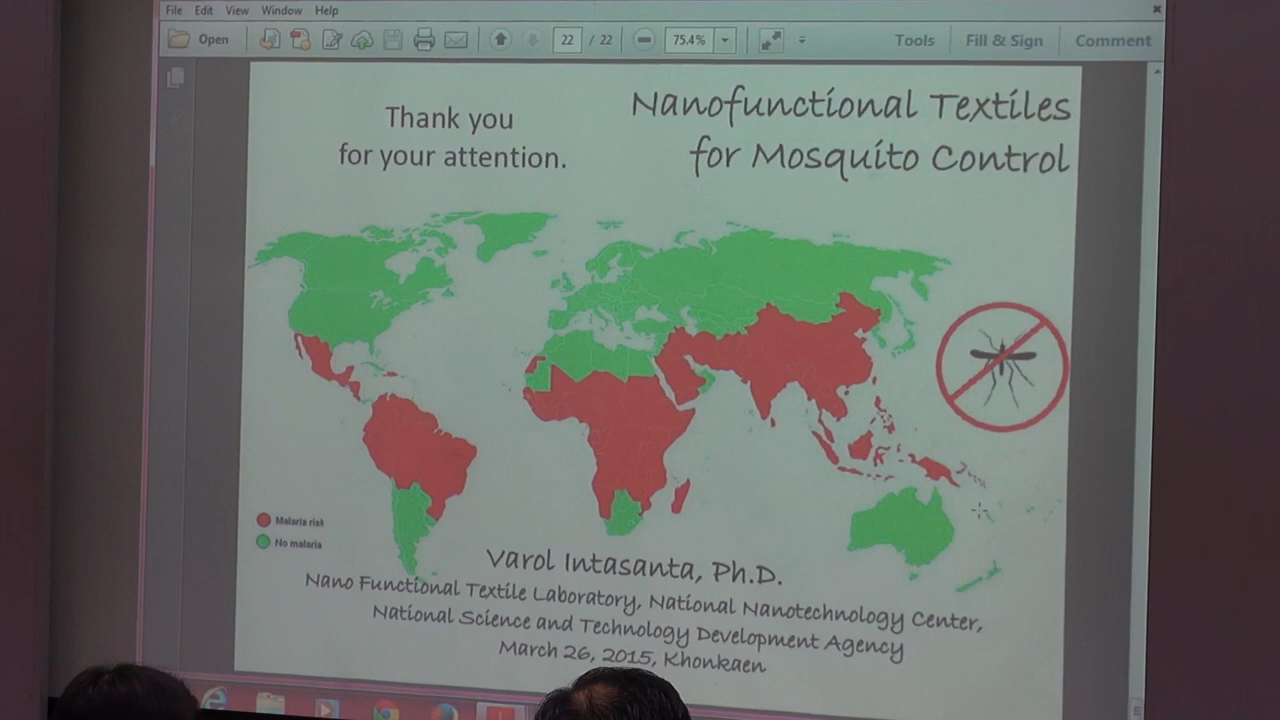 File Edit View Window Help
Open 22 / 22 75.4% Tools Fill & Sign Comment
Thank you
for your attention.
Nanofunctional Textiles
for Mosquito Control
Malaria risk
No malaria
Varol Intasanta, Ph.D.
Nano Functional Textile Laboratory, National Nanotechnology Center,
National Science and Technology Development Agency
March 26, 2015, Khonkaen